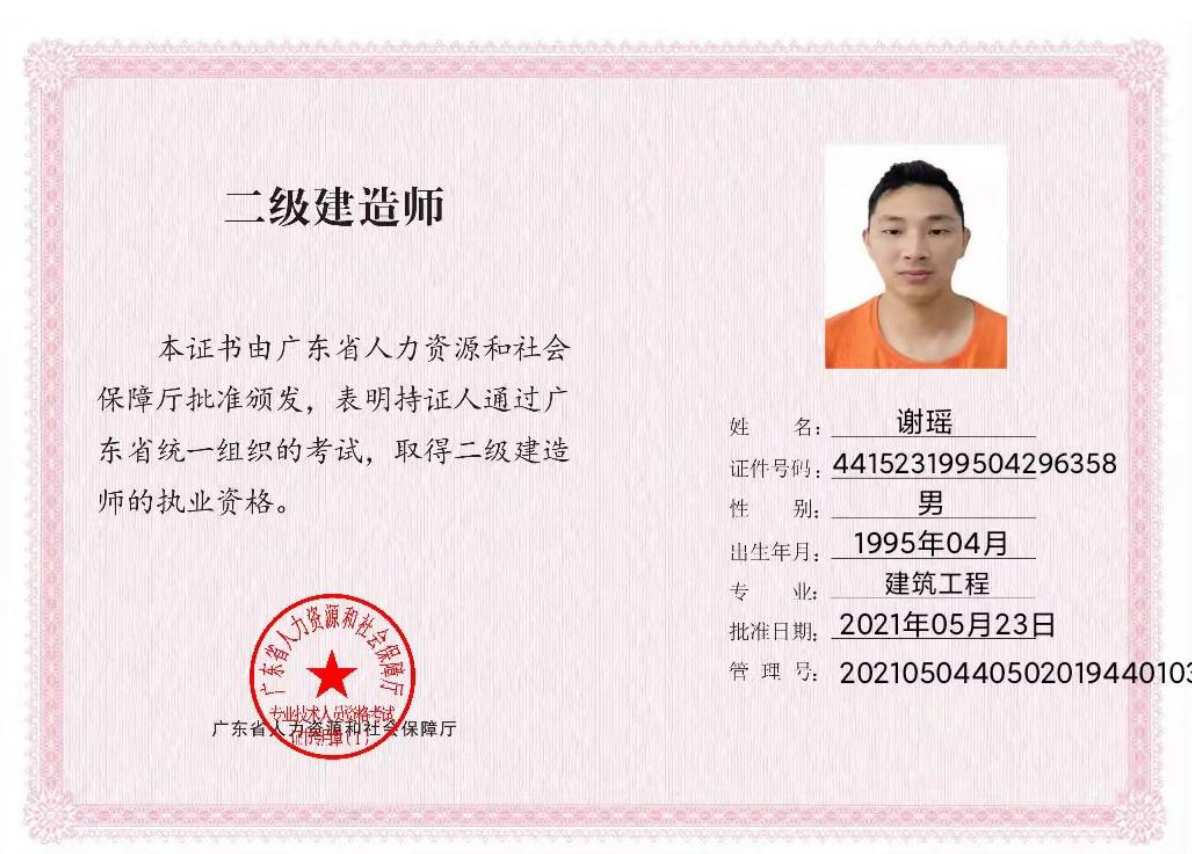 二级建造师
本证书由广东省人力资源和社会
保障厅批准颁发，表明持证人通过广
东省统一组织的考试，取得二级建造
师的执业资格。
广东省人力资源和社会保障厅
专业技术人员资格考试
证书专用章(1)
广东省人力资源和社会保障厅
姓 名：谢瑶
证件号码：441523199504296358
性 别：男
出生年月：1995年04月
专 业：建筑工程
批准日期：2021年05月23日
管 理 号：2021050440502019440103